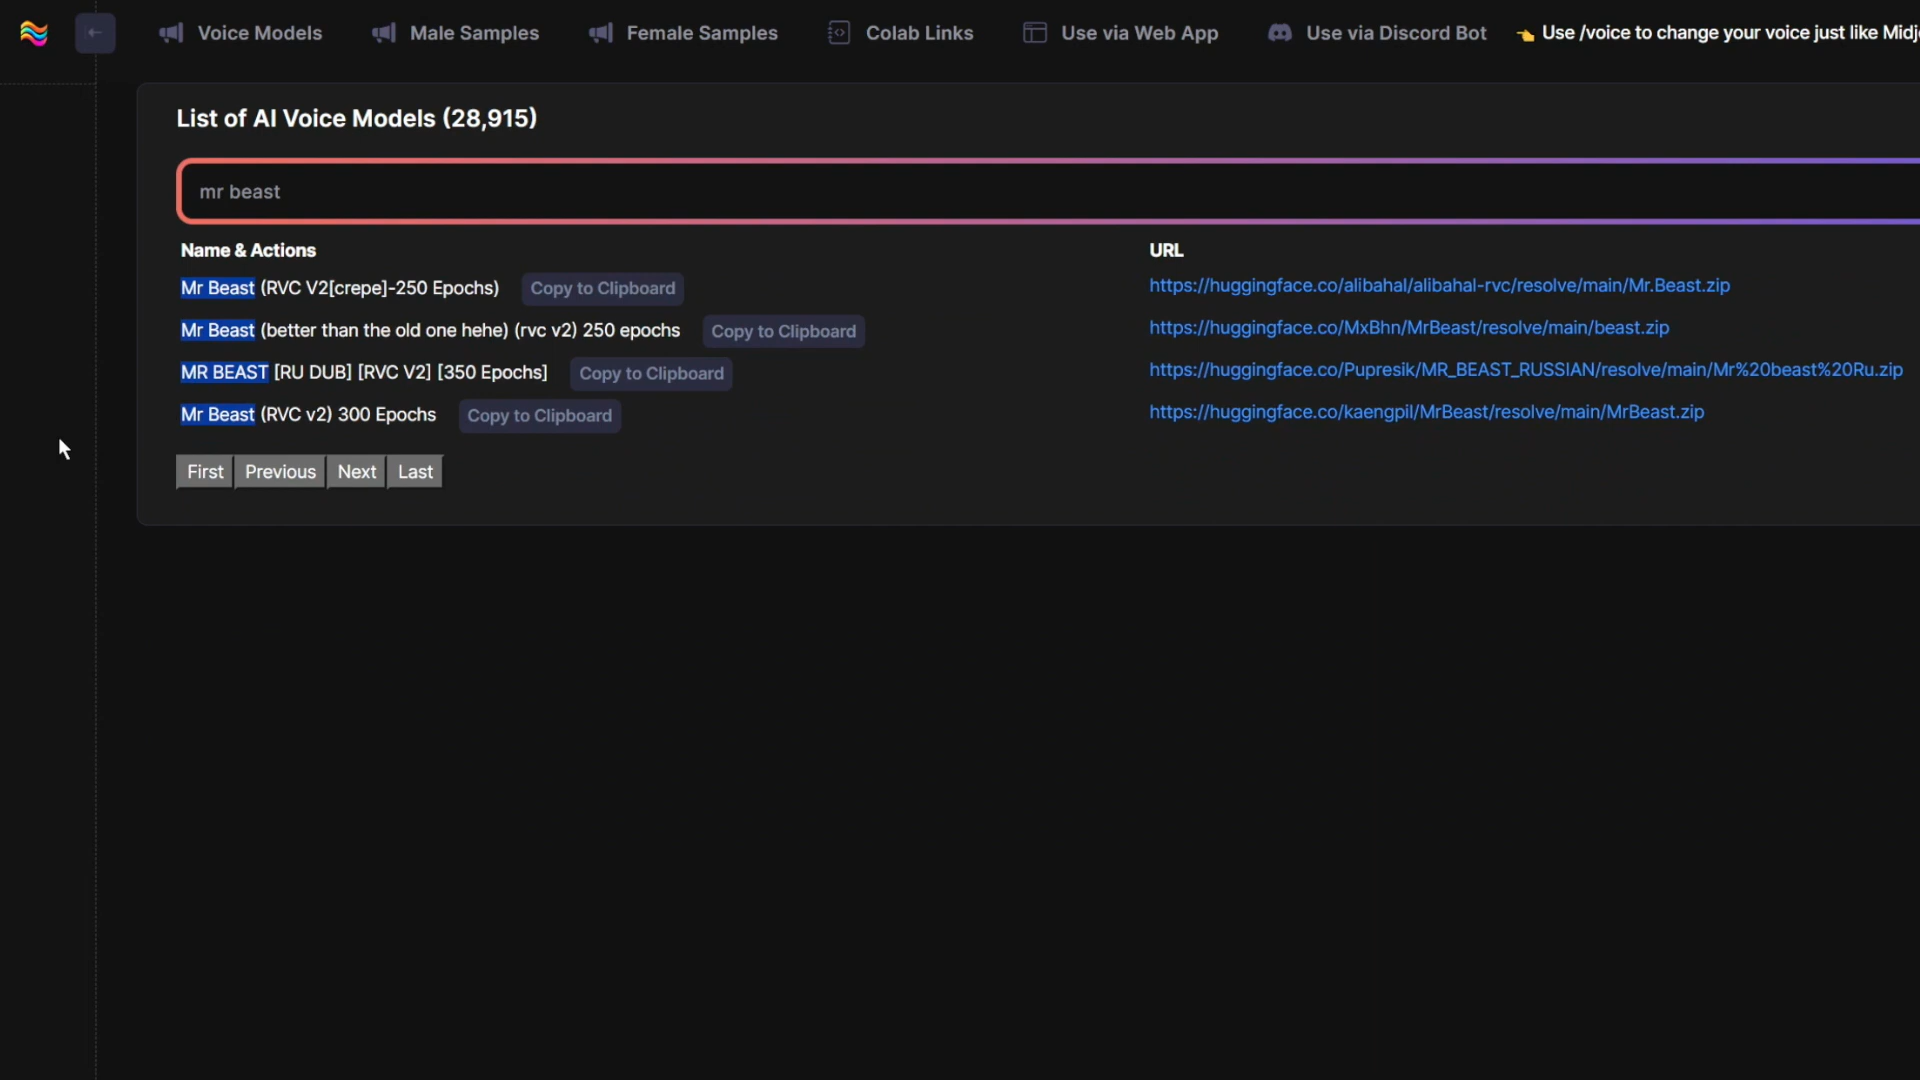 Voice Models Male Samples Female Samples Colab Links Use via Web App Use via Discord Bot 👈 Use /voice to change your voice just like
List of AI Voice Models (28,915)
mr beast
Name & Actions URL
Mr Beast (RVC V2[crepe]-250 Epochs) Copy to Clipboard https://huggingface.co/alibahal/alibahal-rvc/resolve/main/Mr.Beast.zip
Mr Beast (better than the old one hehe) (rvc v2) 250 epochs Copy to Clipboard https://huggingface.co/MxBhn/MrBeast/resolve/main/beast.zip
MR BEAST [RU DUB] [RVC V2] [350 Epochs] Copy to Clipboard https://huggingface.co/Pupresik/MR_BEAST_RUSSIAN/resolve/main/Mr%20beast%20Ru.zip
Mr Beast (RVC v2) 300 Epochs Copy to Clipboard https://huggingface.co/kaengpil/MrBeast/resolve/main/MrBeast.zip
First Previous Next Last